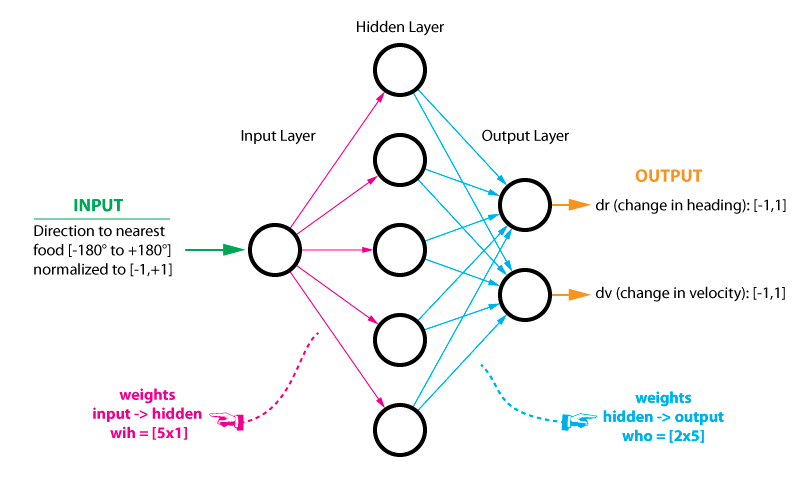 Hidden Layer
Input Layer
Output Layer
INPUT
Direction to nearest
food [-180° to +180°]
normalized to [-1,+1]
OUTPUT
dr (change in heading): [-1,1]
dv (change in velocity): [-1,1]
weights
input -> hidden
wih = [5x1]
weights
hidden -> output
who = [2x5]